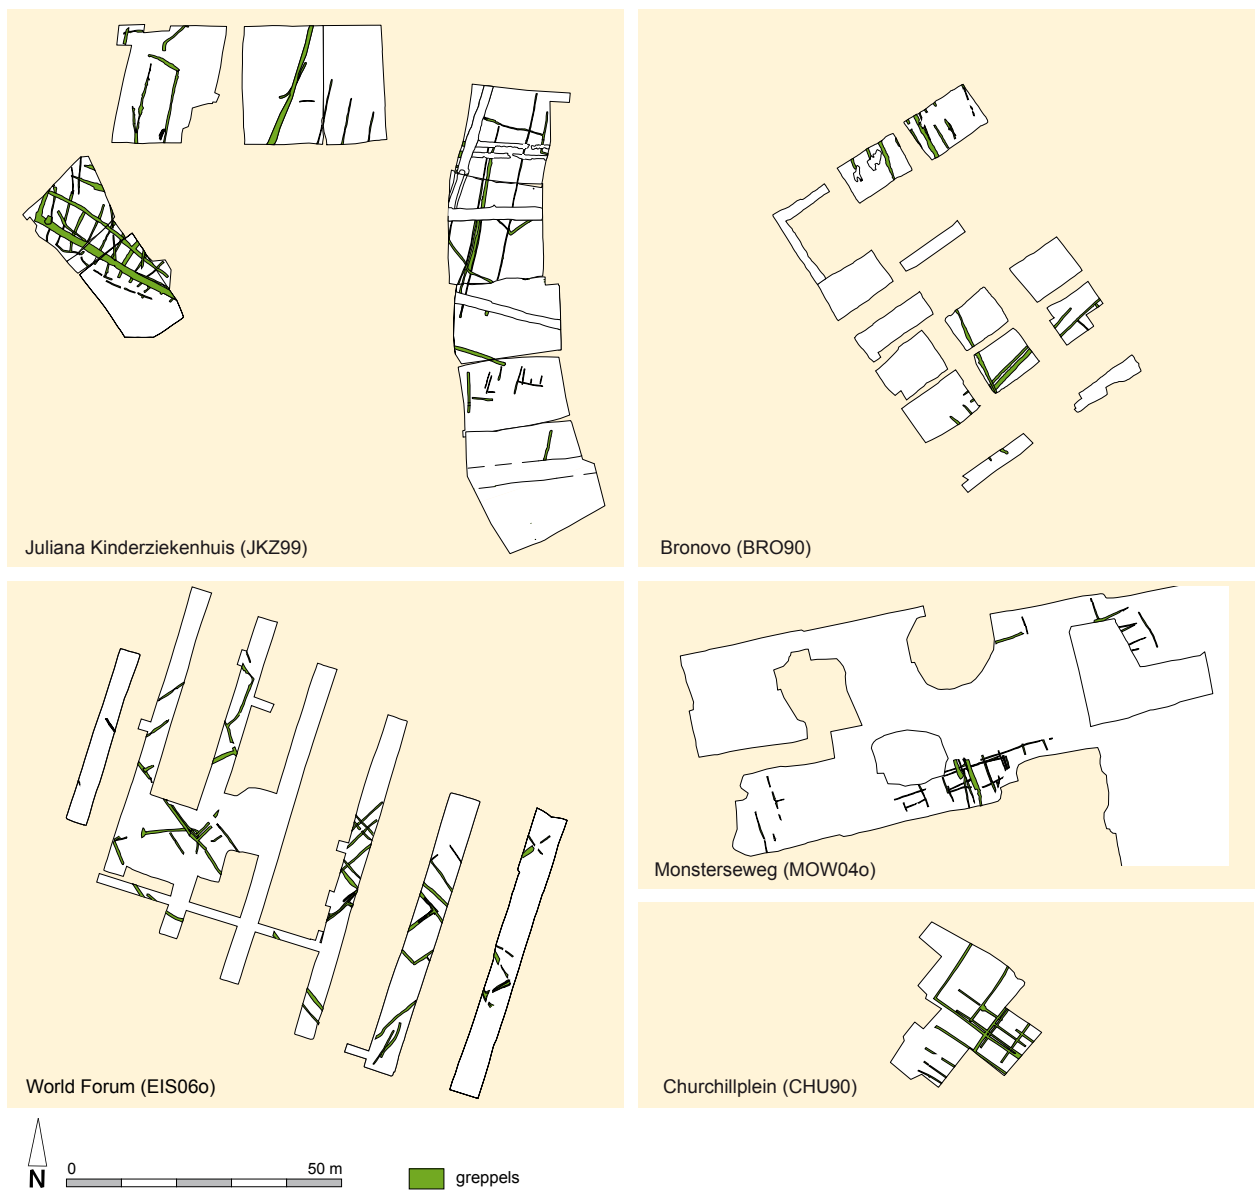 Juliana Kinderziekenhuis (JKZ99)
Bronovo (BRO90)
World Forum (EIS06o)
Monsterseweg (MOW04o)
Churchillplein (CHU90)
N
0 50 m
greppels